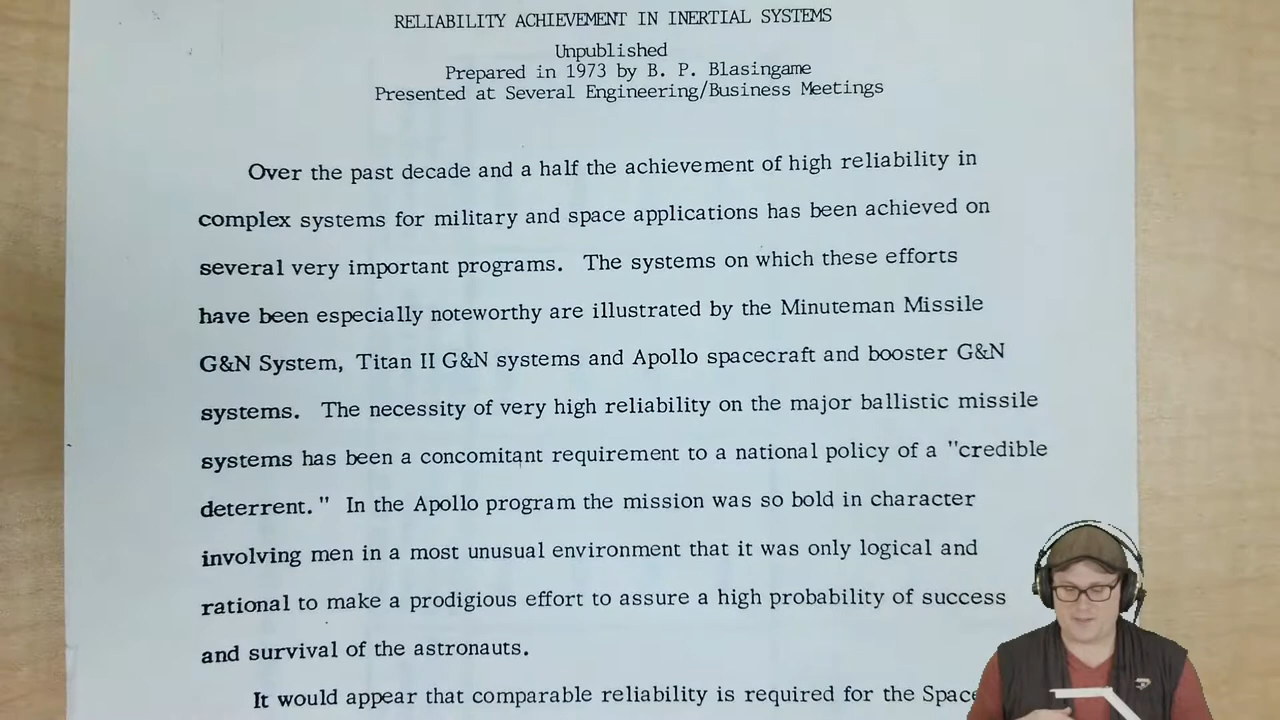 RELIABILITY ACHIEVEMENT IN INERTIAL SYSTEMS
Unpublished
Prepared in 1973 by B. P. Blasingame
Presented at Several Engineering/Business Meetings
Over the past decade and a half the achievement of high reliability in
complex systems for military and space applications has been achieved on
several very important programs. The systems on which these efforts
have been especially noteworthy are illustrated by the Minuteman Missile
G&N System, Titan II G&N systems and Apollo spacecraft and booster G&N
systems. The necessity of very high reliability on the major ballistic missile
systems has been a concomitant requirement to a national policy of a "credible
deterrent." In the Apollo program the mission was so bold in character
involving men in a most unusual environment that it was only logical and
rational to make a prodigious effort to assure a high probability of success
and survival of the astronauts.
It would appear that comparable reliability is required for the Space